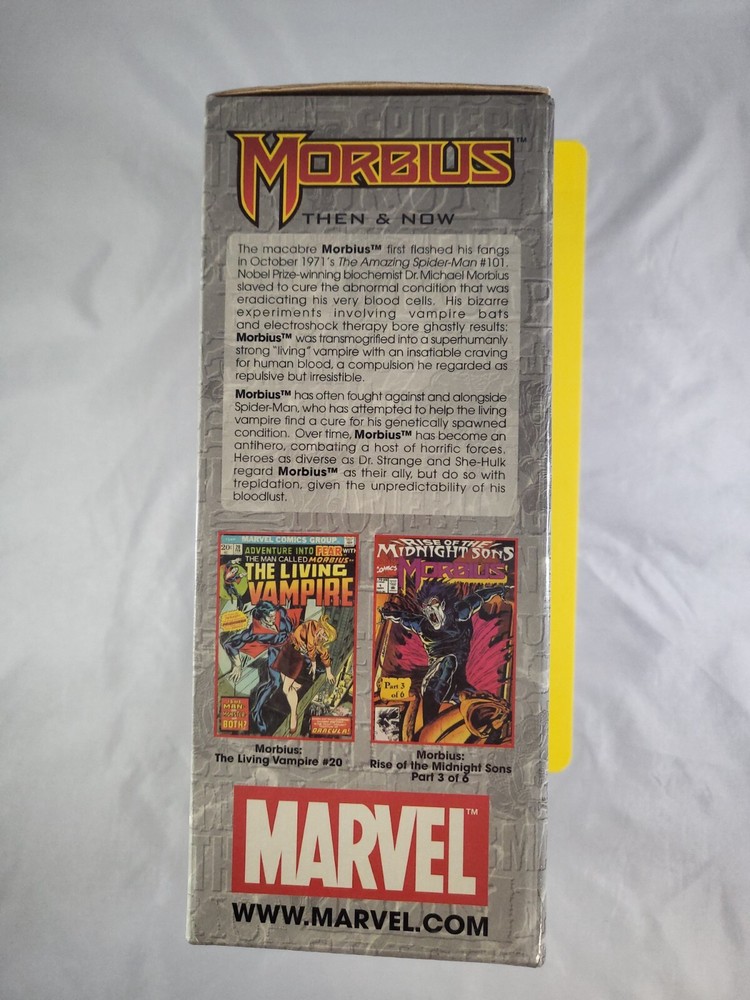 MORBIUS™
THEN & NOW
The macabre Morbius™ first flashed his fangs
in October 1971's The Amazing Spider-Man #101.
Nobel Prize-winning biochemist Dr. Michael Morbius
slaved to cure the abnormal condition that was
eradicating his very blood cells. His bizarre
experiments involving vampire bats
and electroshock therapy bore ghastly results:
Morbius™ was transmogrified into a superhumanly
strong "living" vampire with an insatiable craving
for human blood, a compulsion he regarded as
repulsive but irresistible.
Morbius™ has often fought against and alongside
Spider-Man, who has attempted to help the living
vampire find a cure for his genetically spawned
condition. Over time, Morbius™ has become an
antihero, combating a host of horrific forces.
Heroes as diverse as Dr. Strange and She-Hulk
regard Morbius™ as their ally, but do so with
trepidation, given the unpredictability of his
bloodlust.
MARVEL COMICS GROUP
20¢
ADVENTURE INTO FEAR WITH
THE MAN CALLED MORBIUS
THE LIVING
VAMPIRE
BOTH!
DRACULA!
RISE OF THE
MIDNIGHT SONS
COMICS
MORBIUS
Part 3
of 6
Morbius:
The Living Vampire #20
Morbius:
Rise of the Midnight Sons
Part 3 of 6
MARVEL™
WWW.MARVEL.COM